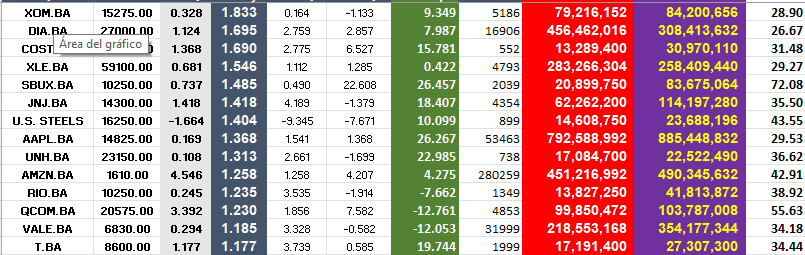 XOM.BA 15275.00 0.328 1.833 0.164 -1.133 9.349 5186 79,216,152 84,200,656 28.90
DIA.BA 27000.00 1.124 1.695 2.759 2.857 7.987 16906 456,462,016 308,413,632 26.67
Área del gráfico
COST 1.368 1.690 2.775 6.527 15.781 552 13,289,400 30,970,110 31.48
XLE.BA 59100.00 0.681 1.546 1.112 1.285 0.422 4793 283,266,304 258,409,440 29.27
SBUX.BA 10250.00 0.737 1.485 0.490 22.608 26.457 2039 20,899,750 83,675,064 72.08
JNJ.BA 14300.00 1.418 1.418 4.189 -1.379 18.407 4354 62,262,200 114,197,280 35.50
U.S. STEELS 16250.00 -1.664 1.404 -9.345 -7.671 10.099 899 14,608,750 23,688,196 43.55
AAPL.BA 14825.00 0.169 1.368 1.541 1.368 26.267 53463 792,588,992 885,448,832 29.53
UNH.BA 23150.00 0.108 1.313 2.661 -1.699 22.985 738 17,084,700 22,522,490 36.62
AMZN.BA 1610.00 4.546 1.258 1.258 4.207 4.275 280259 451,216,992 490,345,632 42.91
RIO.BA 10250.00 0.245 1.235 3.535 -1.914 -7.662 1349 13,827,250 41,813,872 38.92
QCOM.BA 20575.00 3.392 1.230 1.856 7.582 -12.761 4853 99,850,472 103,787,008 55.63
VALE.BA 6830.00 0.294 1.185 3.328 -0.582 -12.053 31999 218,553,168 354,177,344 34.18
T.BA 8600.00 1.177 1.177 3.739 0.585 19.744 1999 17,191,400 27,307,300 34.44